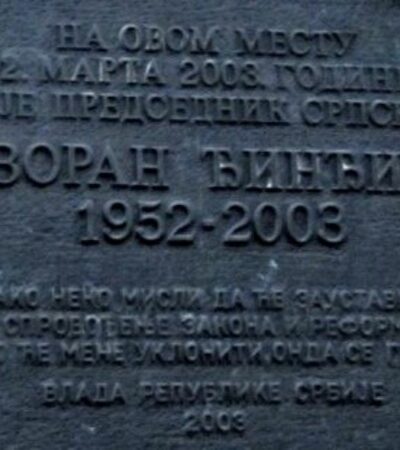 НА ОВОМ МЕСТУ
2. МАРТА 2003. ГОДИН
ЈЕ ПРЕДСЕДНИК СРПС
ЗОРАН ЂИНЂИ
1952-2003
АКО НЕКО МИСЛИ ДА ЋЕ ЗАУСТАВ
СПРОВОЂЕЊЕ ЗАКОНА И РЕФОРМ
ЋЕ МЕНЕ УКЛОНИТИ, ОНДА СЕ
ВЛАДА РЕПУБЛИКЕ СРБИЈЕ
2003